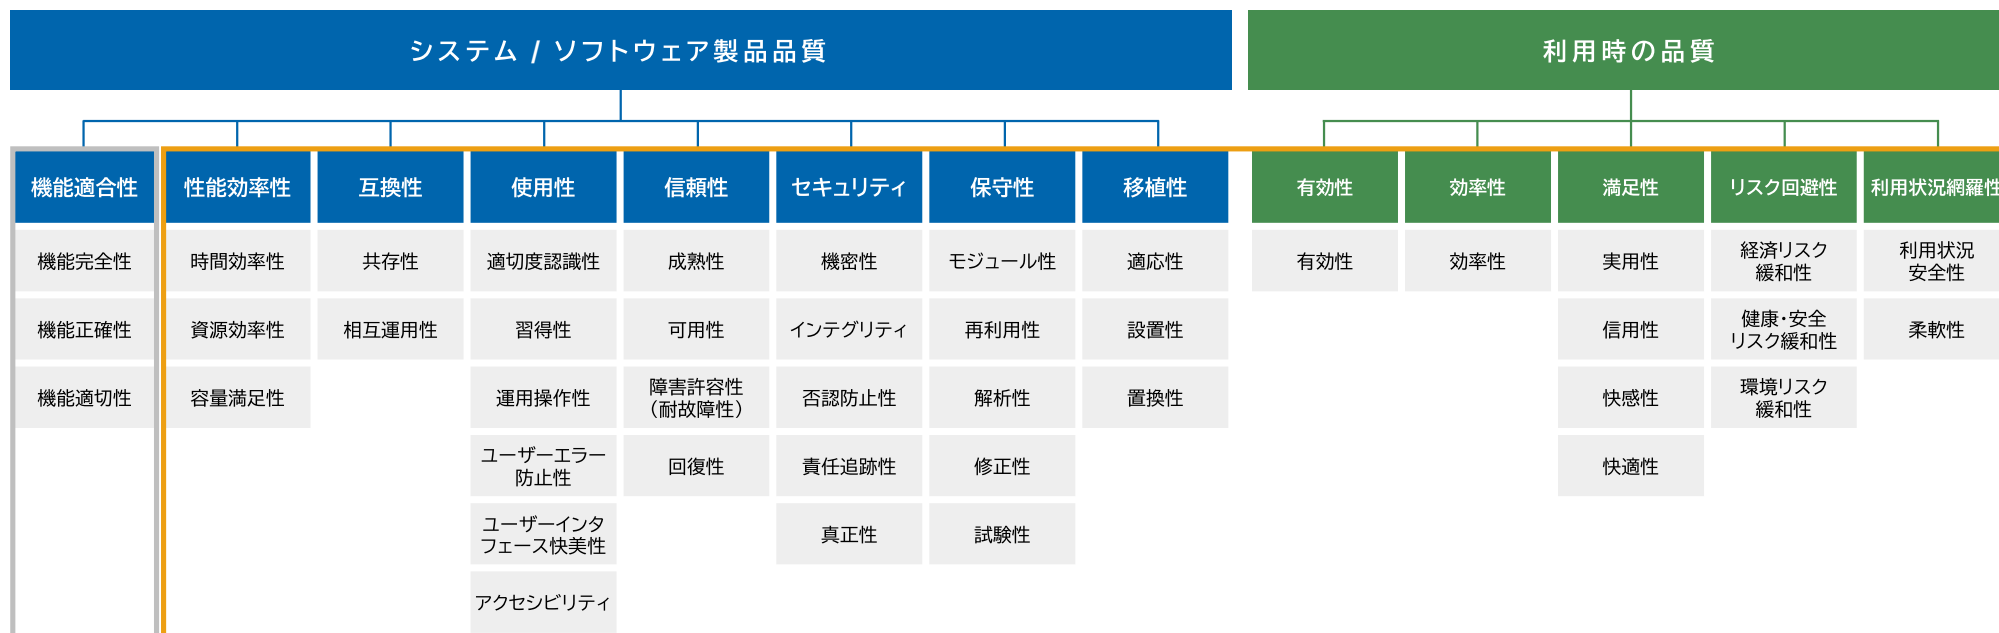 システム / ソフトウェア製品品質
利用時の品質
機能適合性
性能効率性
互換性
使用性
信頼性
セキュリティ
保守性
移植性
有効性
効率性
満足性
リスク回避性
利用状況網羅性
機能完全性
時間効率性
共存性
適切度認識性
成熟性
機密性
モジュール性
適応性
有効性
効率性
実用性
経済リスク
緩和性
利用状況
安全性
機能正確性
資源効率性
相互運用性
習得性
可用性
インテグリティ
再利用性
設置性
信用性
健康・安全
リスク緩和性
柔軟性
機能適切性
容量満足性
運用操作性
障害許容性
（耐故障性）
否認防止性
解析性
置換性
快感性
環境リスク
緩和性
ユーザーエラー
防止性
回復性
責任追跡性
修正性
快適性
ユーザーインタ
フェース快美性
真正性
試験性
アクセシビリティ